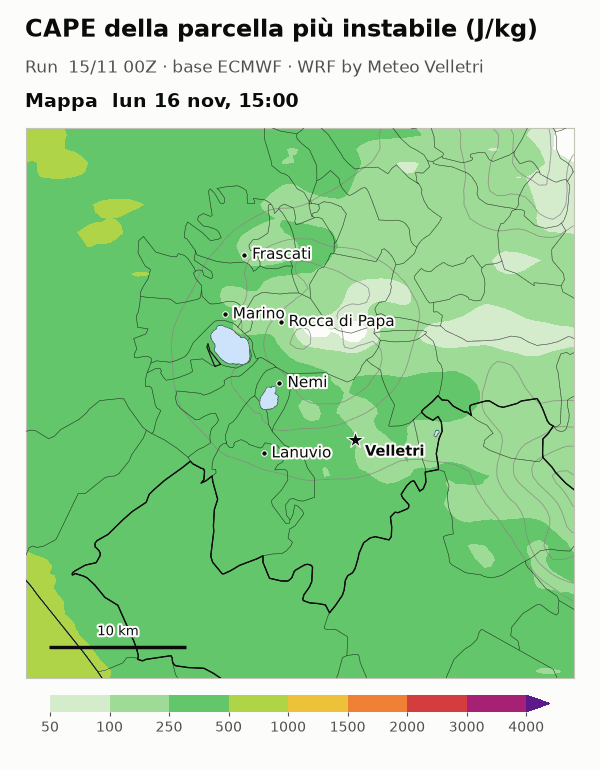 CAPE della parcella più instabile (J/kg)
Run  15/11 00Z · base ECMWF · WRF by Meteo Velletri
Mappa  lun 16 nov, 15:00
Frascati
Marino
Rocca di Papa
Nemi
Velletri
Lanuvio
10 km
50 100 250 500 1000 1500 2000 3000 4000